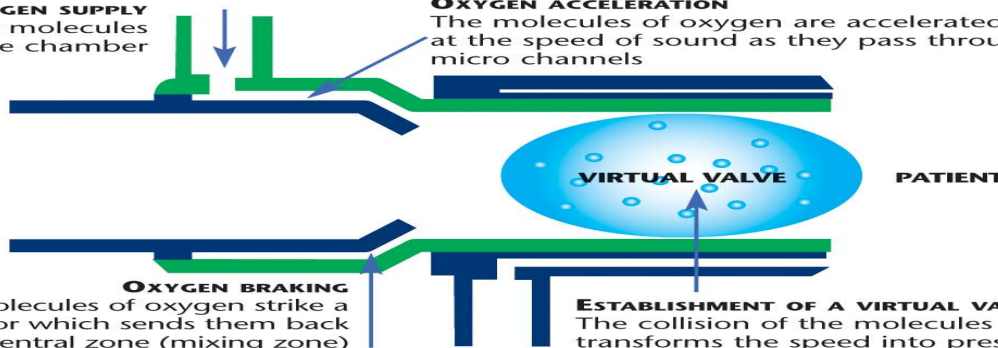 GEN SUPPLY
molecules
e chamber
OXYGEN ACCELERATION
The molecules of oxygen are accelerated
at the speed of sound as they pass throu
micro channels
VIRTUAL VALVE
PATIENT
OXYGEN BRAKING
olecules of oxygen strike a
or which sends them back
entral zone (mixing zone)
ESTABLISHMENT OF A VIRTUAL VA
The collision of the molecules
transforms the speed into pres